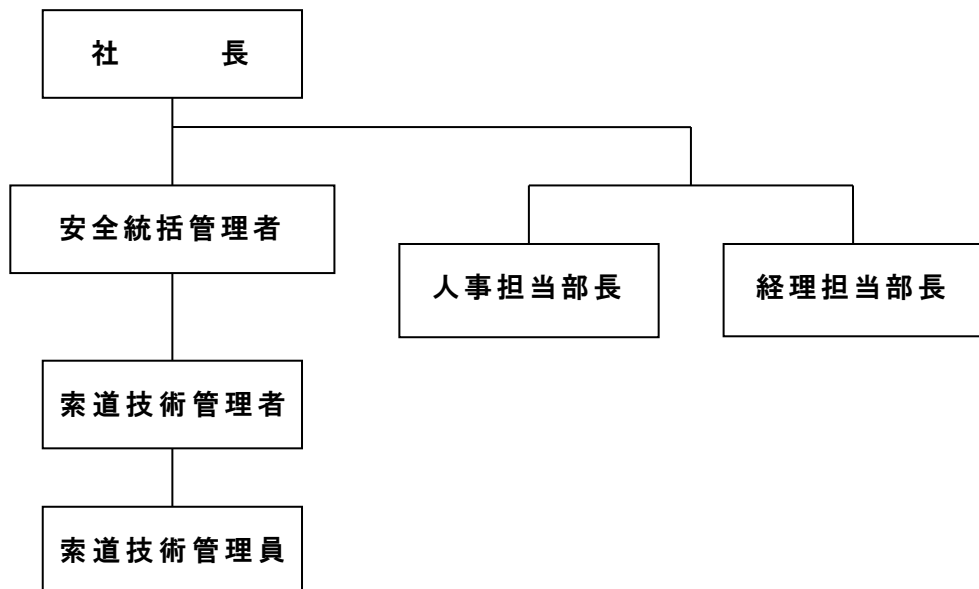 社　長
安全統括管理者
人事担当部長
経理担当部長
索道技術管理者
索道技術管理員